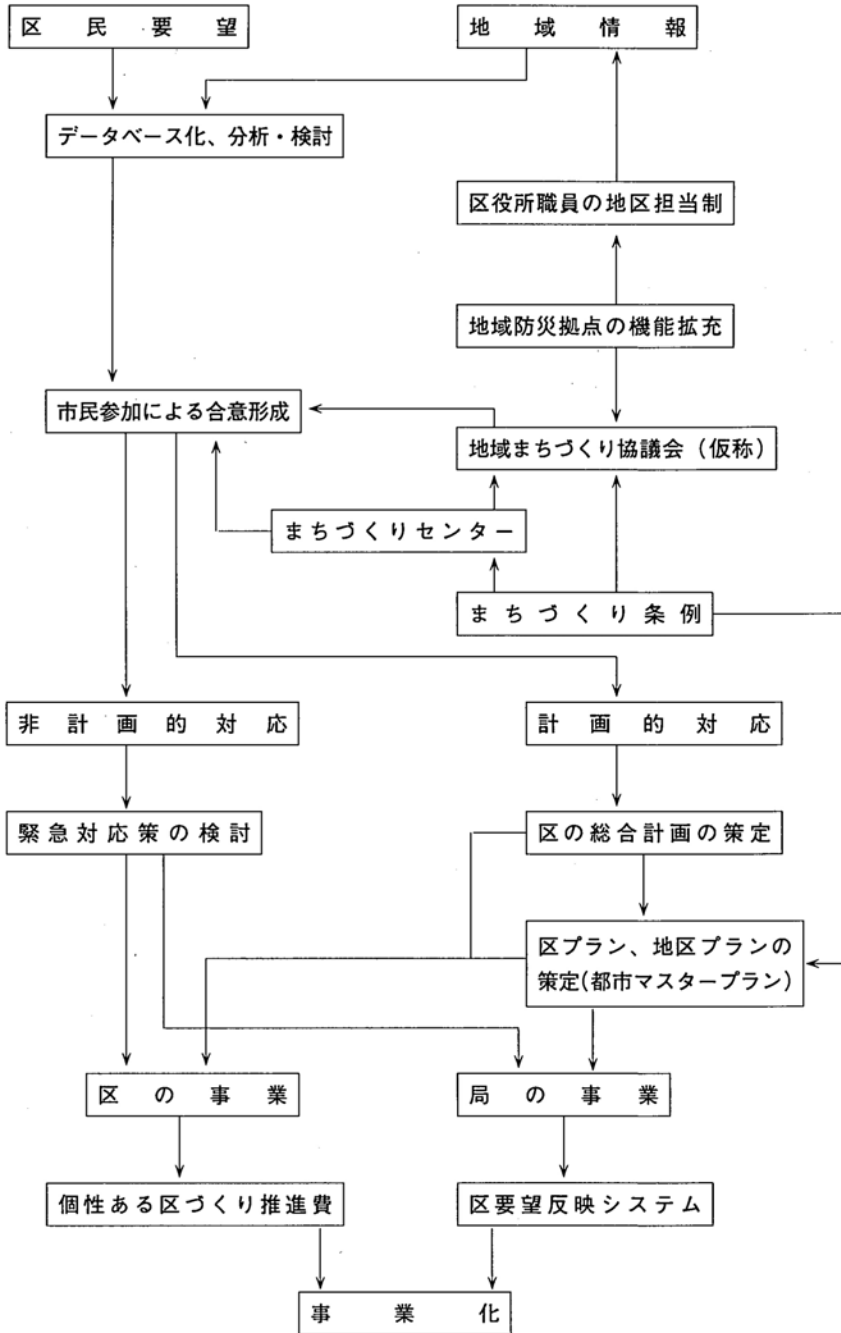 区民要望
地域情報
データベース化、分析・検討
区役所職員の地区担当制
地域防災拠点の機能拡充
市民参加による合意形成
地域まちづくり協議会(仮称)
まちづくりセンター
まちづくり条例
非計画的対応
計画的対応
緊急対応策の検討
区の総合計画の策定
区プラン、地区プランの
策定(都市マスタープラン)
区の事業
局の事業
個性ある区づくり推進費
区要望反映システム
事業化